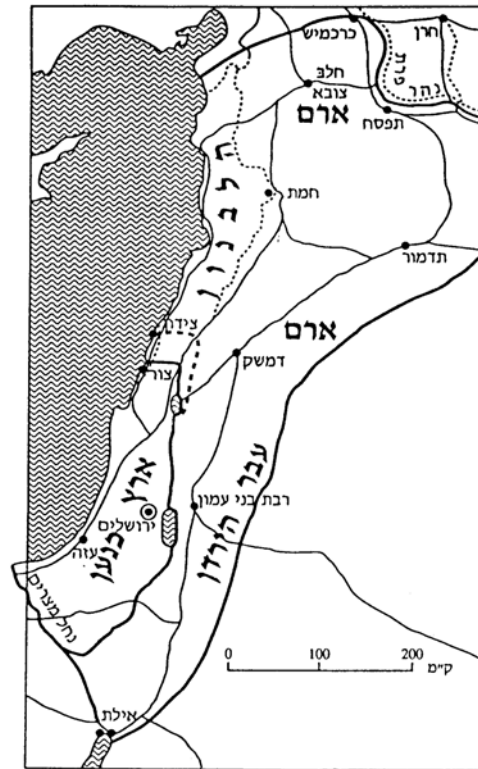 כרכמיש
חרן
נהר
פרת
חלב
צובא
ארם
תפסח
חמת
הלבנון
תדמור
צידון
ארם
דמשק
צור
עבר הירדן
ארץ כנען
רבת בני עמון
ירושלים
עזה
נחל מצרים
0 100 200
ק״מ
אילת